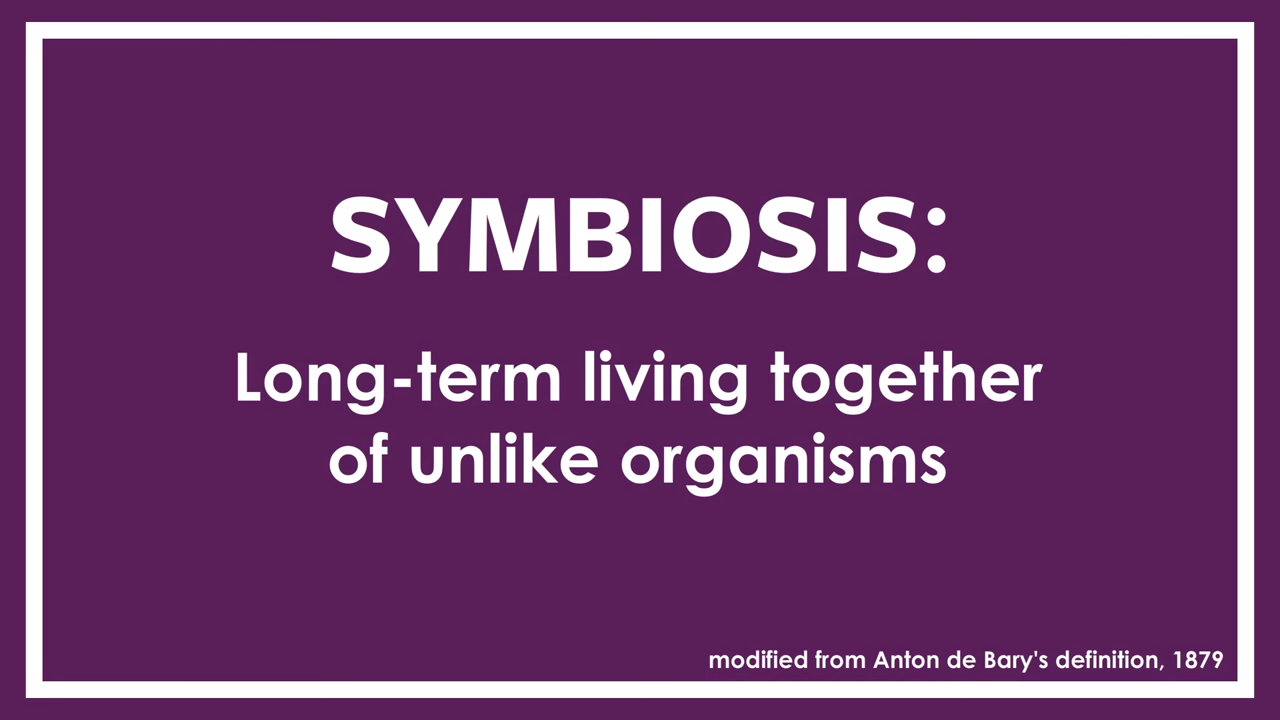 SYMBIOSIS:
Long-term living together
of unlike organisms
modified from Anton de Bary's definition, 1879